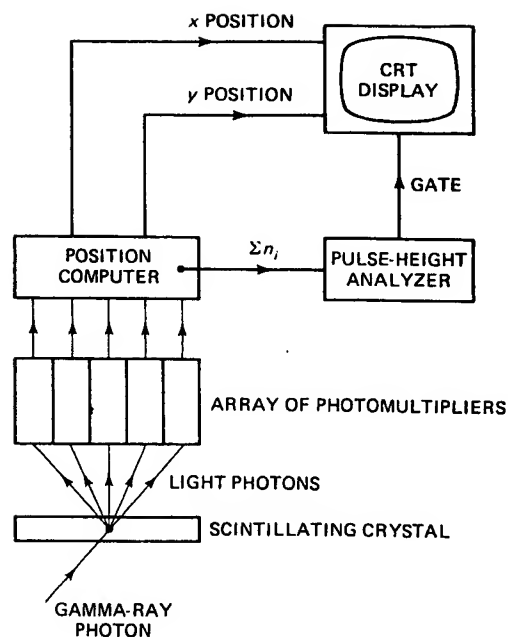 x POSITION
CRT
DISPLAY
y POSITION
GATE
POSITION
COMPUTER
Σnᵢ
PULSE-HEIGHT
ANALYZER
ARRAY OF PHOTOMULTIPLIERS
LIGHT PHOTONS
SCINTILLATING CRYSTAL
GAMMA-RAY
PHOTON